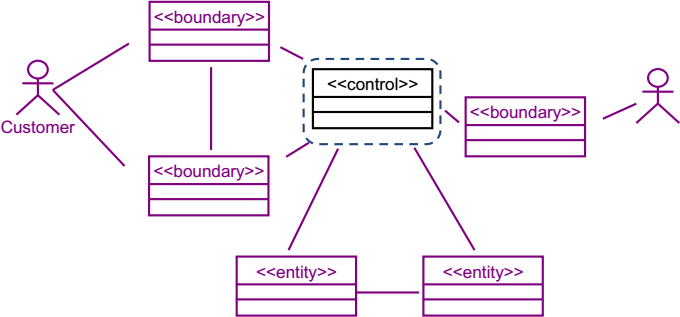 <<boundary>>
<<control>>
<<boundary>>
Customer
<<boundary>>
<<entity>>
<<entity>>